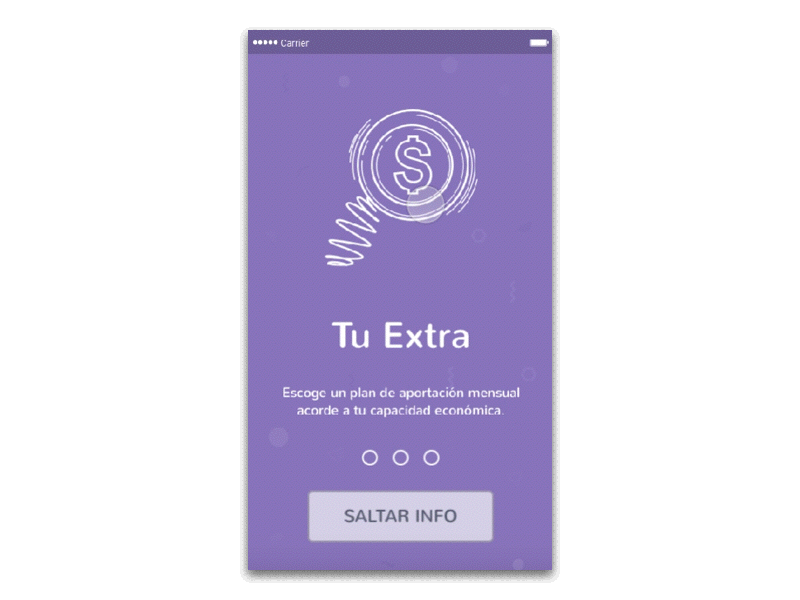 Carrier
$
Tu Extra
Escoge un plan de aportación mensual
acorde a tu capacidad económica.
SALTAR INFO